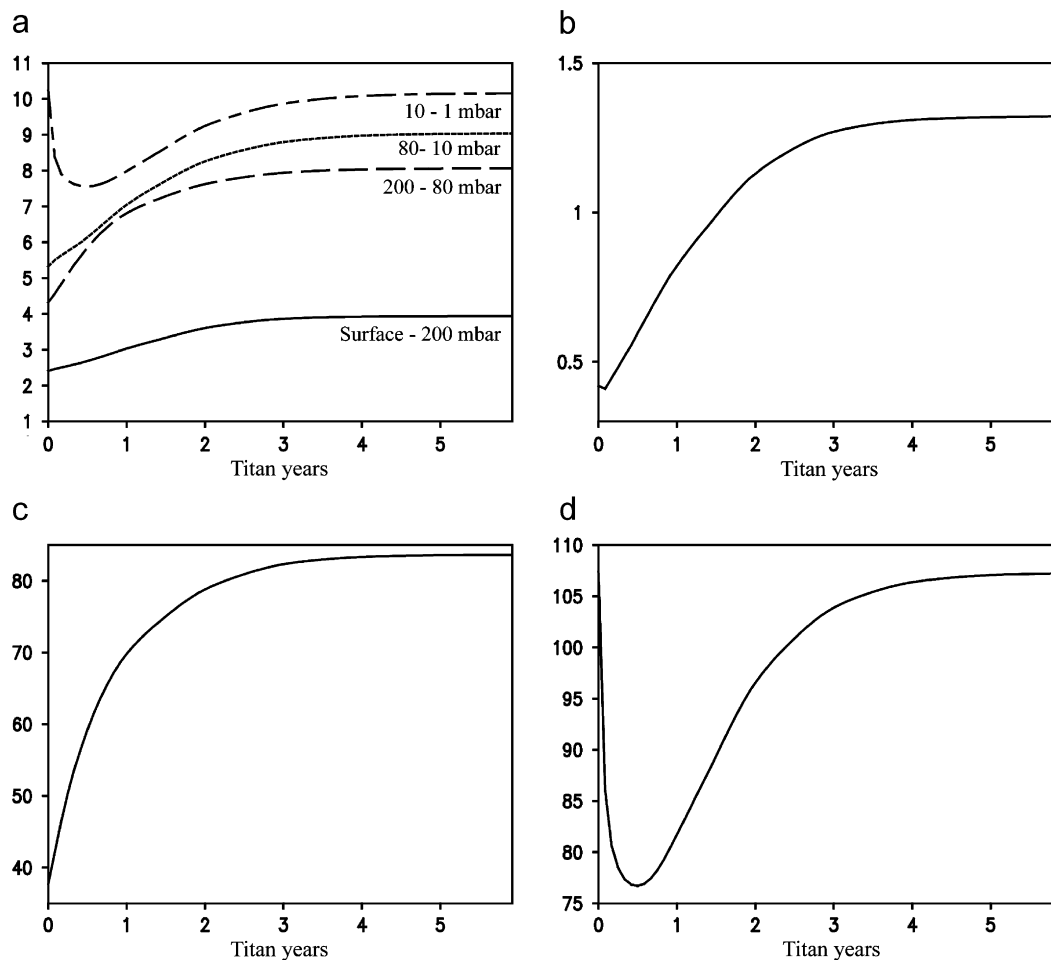 a
11
10
9
8
7
6
5
4
3
2
1
10 - 1 mbar
80- 10 mbar
200 - 80 mbar
Surface - 200 mbar
0 1 2 3 4 5
Titan years
b
1.5
1
0.5
0 1 2 3 4 5
Titan years
c
80
70
60
50
40
0 1 2 3 4 5
Titan years
d
110
105
100
95
90
85
80
75
0 1 2 3 4 5
Titan years